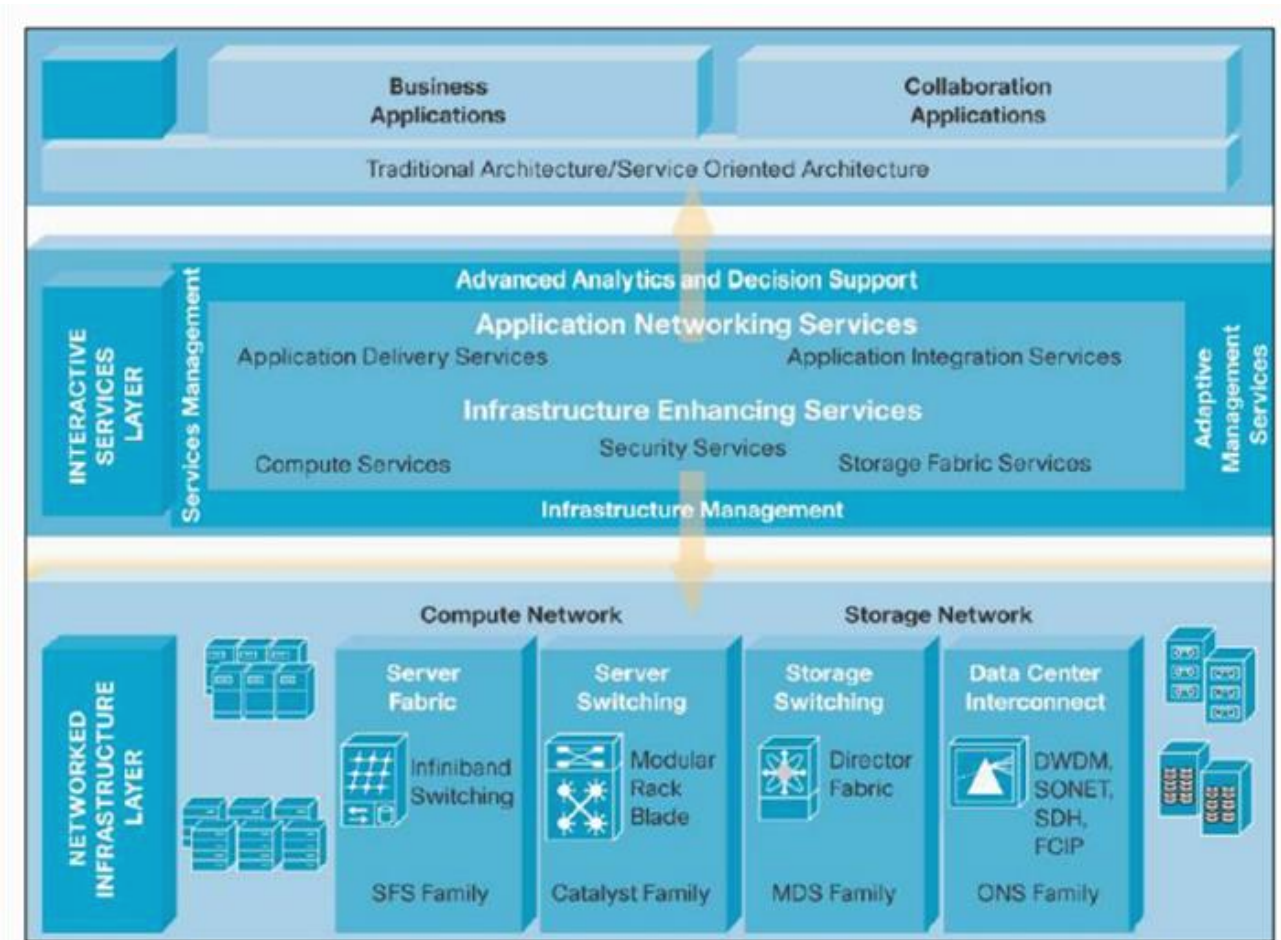 Business
Applications
Collaboration
Applications
Traditional Architecture/Service Oriented Architecture
INTERACTIVE
SERVICES
LAYER
Services Management
Advanced Analytics and Decision Support
Application Networking Services
Application Delivery Services
Application Integration Services
Infrastructure Enhancing Services
Security Services
Compute Services
Storage Fabric Services
Infrastructure Management
Adaptive
Management
Services
NETWORKED
INFRASTRUCTURE
LAYER
Compute Network
Storage Network
Server
Fabric
Infiniband
Switching
SFS Family
Server
Switching
Modular
Rack
Blade
Catalyst Family
Storage
Switching
Director
Fabric
MDS Family
Data Center
Interconnect
DWDM,
SONET,
SDH,
FCIP
ONS Family